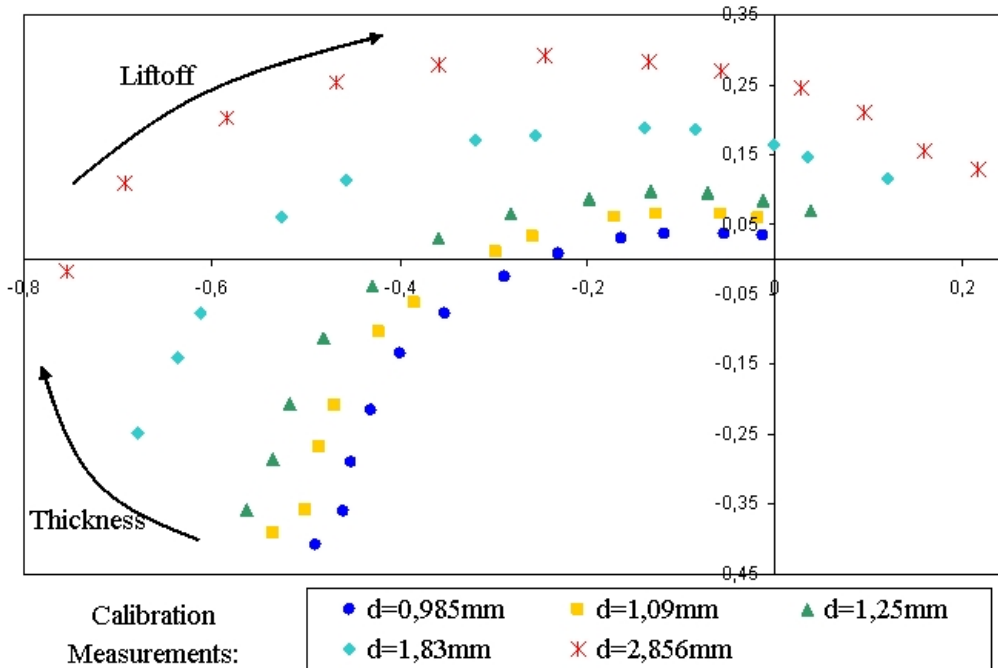 0,35
Liftoff
0,25
0,15
0,05
-0,8
-0,6
-0,4
-0,2
0
0,2
-0,05
-0,15
-0,25
-0,35
Thickness
0,45
Calibration
Measurements:
d=0,985mm
d=1,09mm
d=1,25mm
d=1,83mm
d=2,856mm